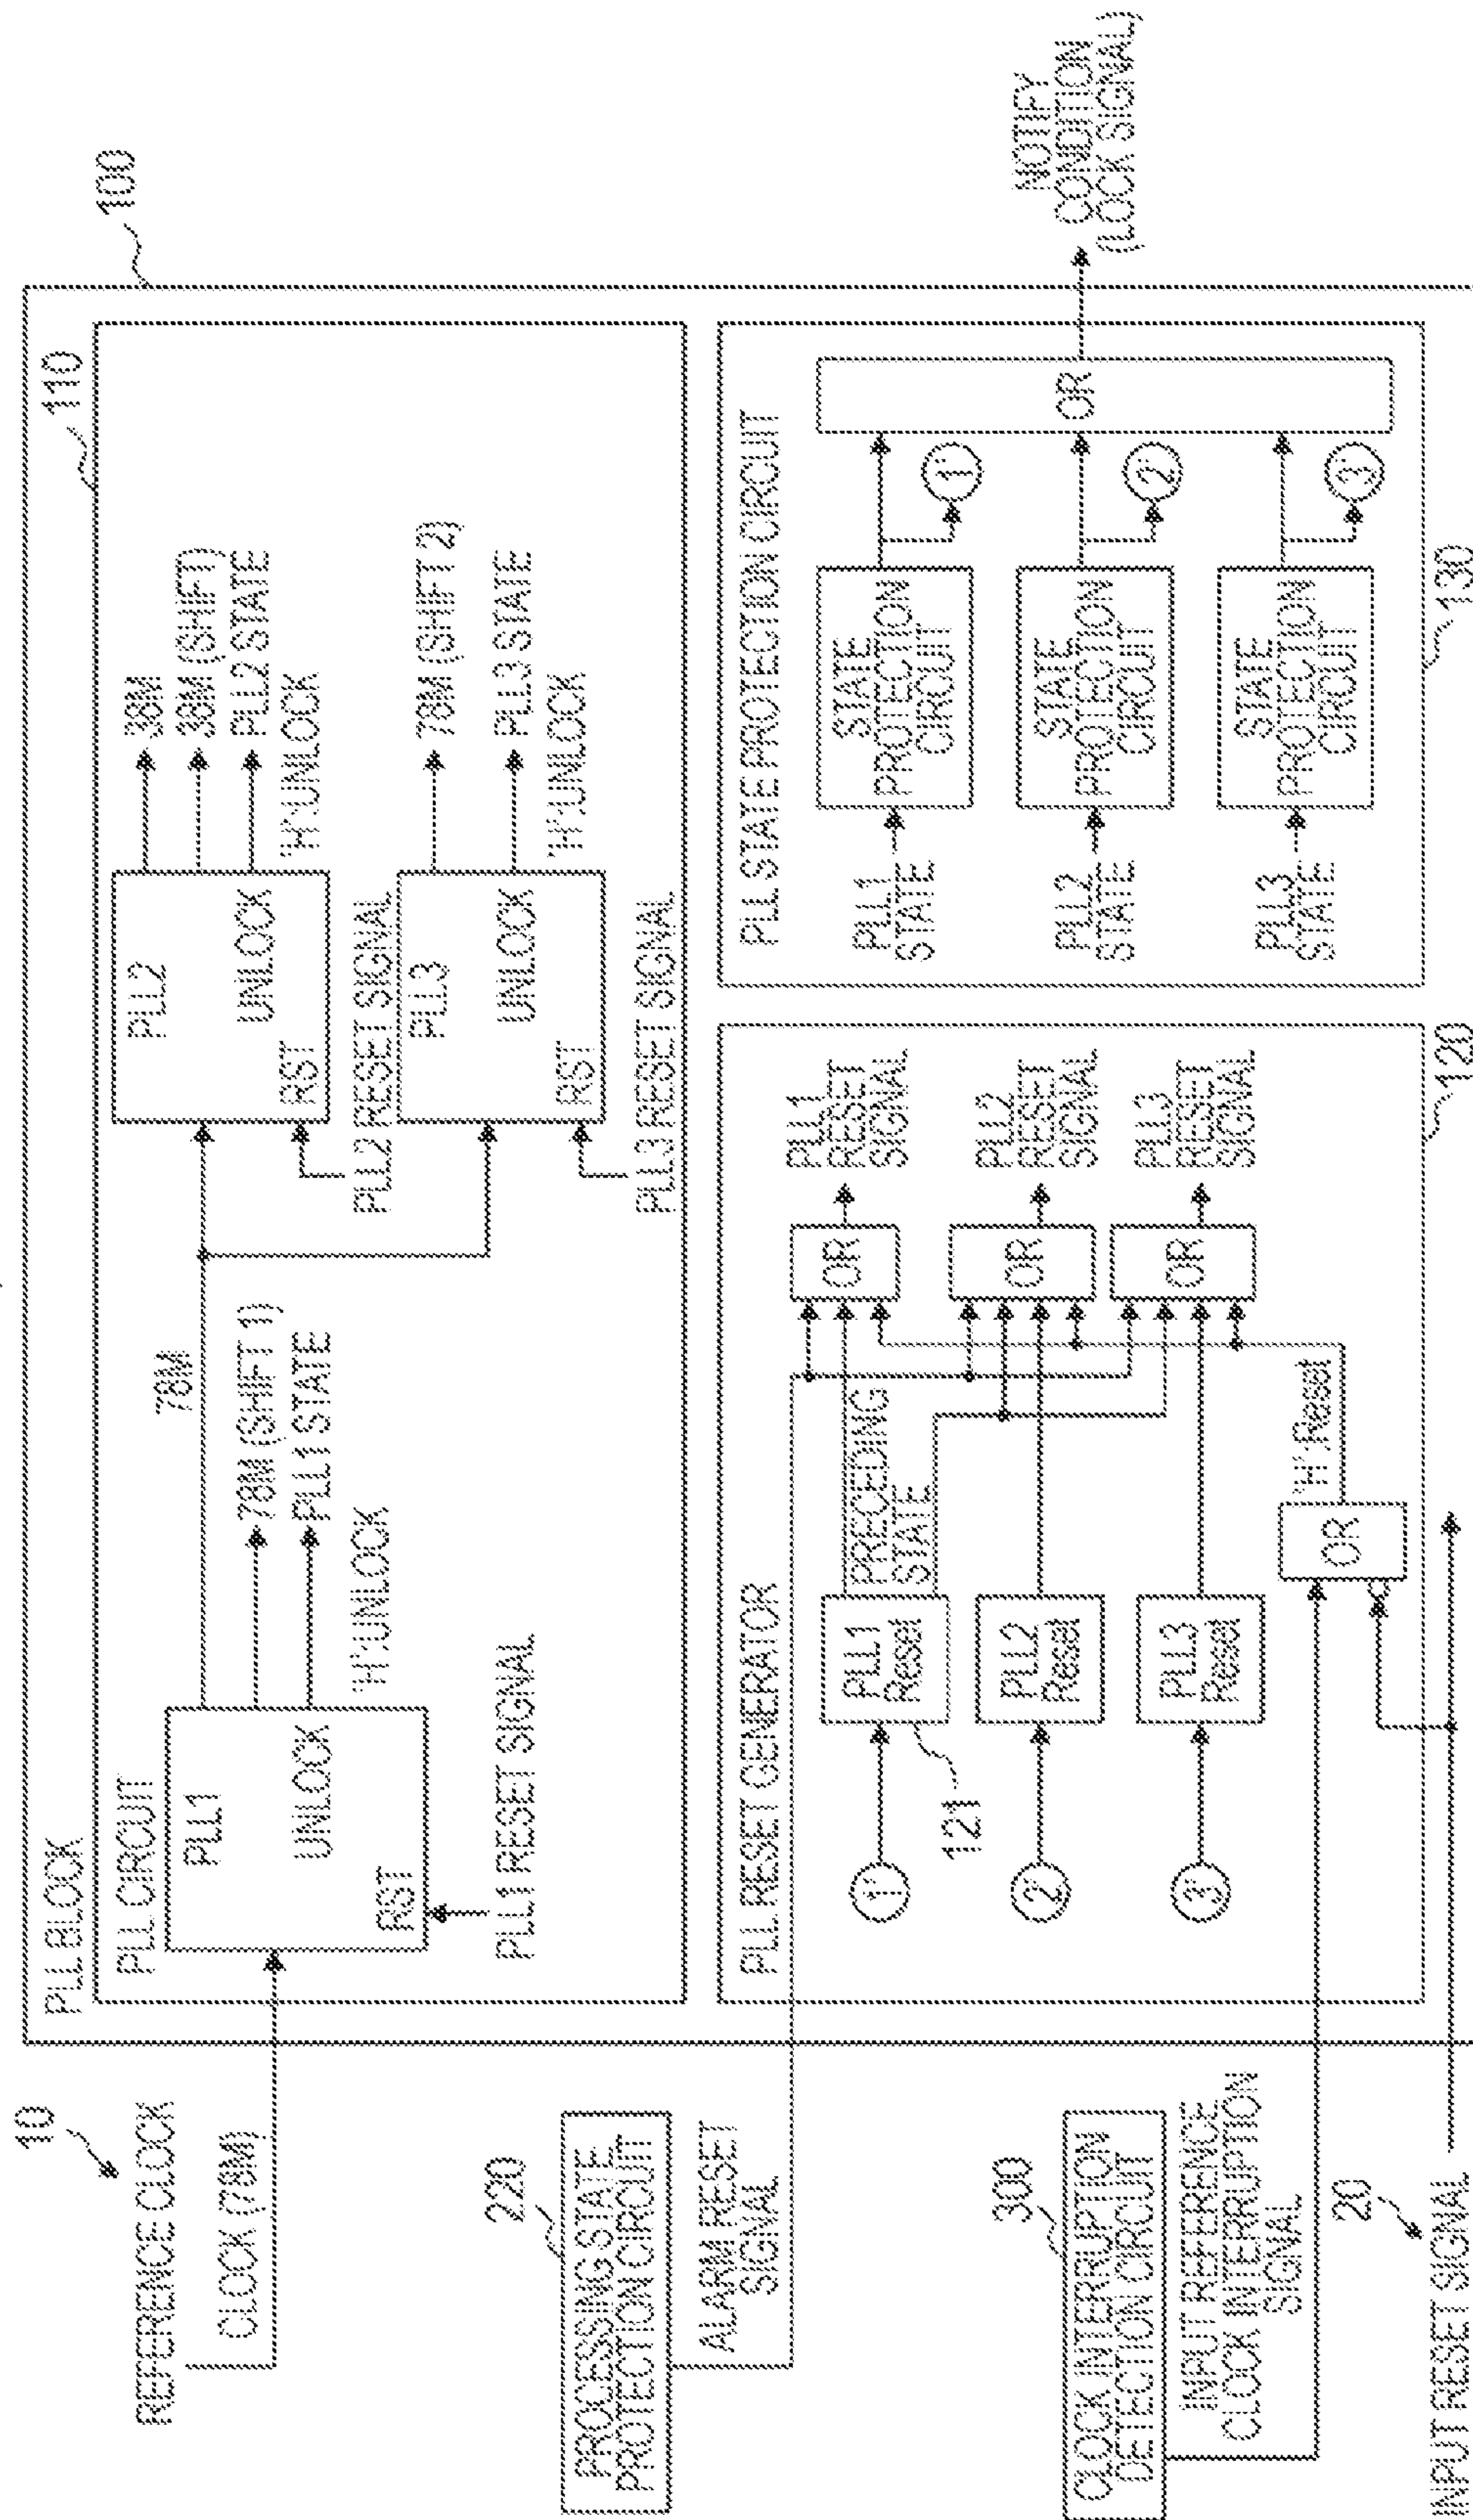 10
REFERENCE CLOCK
CLOCK (78M)
220
PROCESSING STATE
PROTECTION CIRCUIT
ALARM RESET
SIGNAL
300
CLOCK INTERRUPTION
DETECTION CIRCUIT
INPUT REFERENCE
CLOCK INTERRUPTION
SIGNAL
20
INPUT RESET SIGNAL
100
PLL BLOCK
110
PLL CIRCUIT
PLL1
UNLOCK
RST
PLL1 RESET SIGNAL
78M
78M (SHIFT 1)
PLL1 STATE
"H":UNLOCK
PLL2
UNLOCK
RST
PLL2 RESET SIGNAL
38M
38M (SHIFT)
PLL2 STATE
"H":UNLOCK
PLL3
UNLOCK
RST
PLL3 RESET SIGNAL
78M (SHIFT 2)
PLL3 STATE
"H":UNLOCK
PLL RESET GENERATOR
1'
2'
3'
121
PLL1
Reset
PLL2
Reset
PLL3
Reset
PRECEDING
STATE
OR
"H":Reset
OR
OR
OR
PLL1
RESET
SIGNAL
PLL2
RESET
SIGNAL
PLL3
RESET
SIGNAL
120
PLL STATE PROTECTION CIRCUIT
PLL1
STATE
PLL2
STATE
PLL3
STATE
STATE
PROTECTION
CIRCUIT
STATE
PROTECTION
CIRCUIT
STATE
PROTECTION
CIRCUIT
1'
2'
3'
OR
130
NOTIFY
CONDITION
(LOCK SIGNAL)